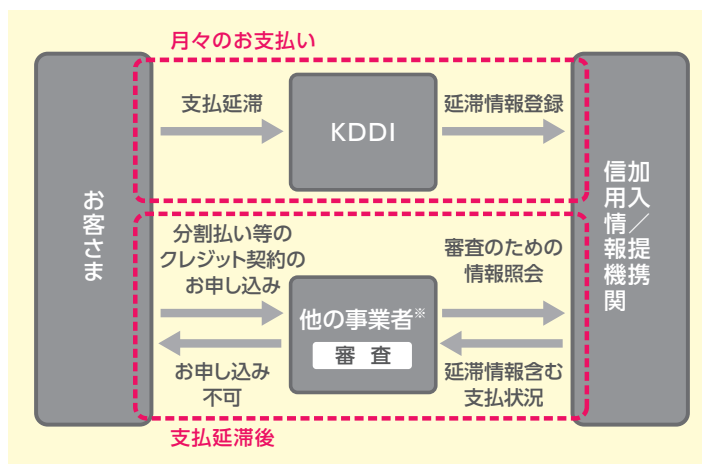 月々のお支払い
支払延滞
KDDI
延滞情報登録
お客さま
加入／提携
信用情報機関
分割払い等の
クレジット契約の
お申し込み
審査のための
情報照会
他の事業者※
審 査
お申し込み
不可
延滞情報含む
支払状況
支払延滞後